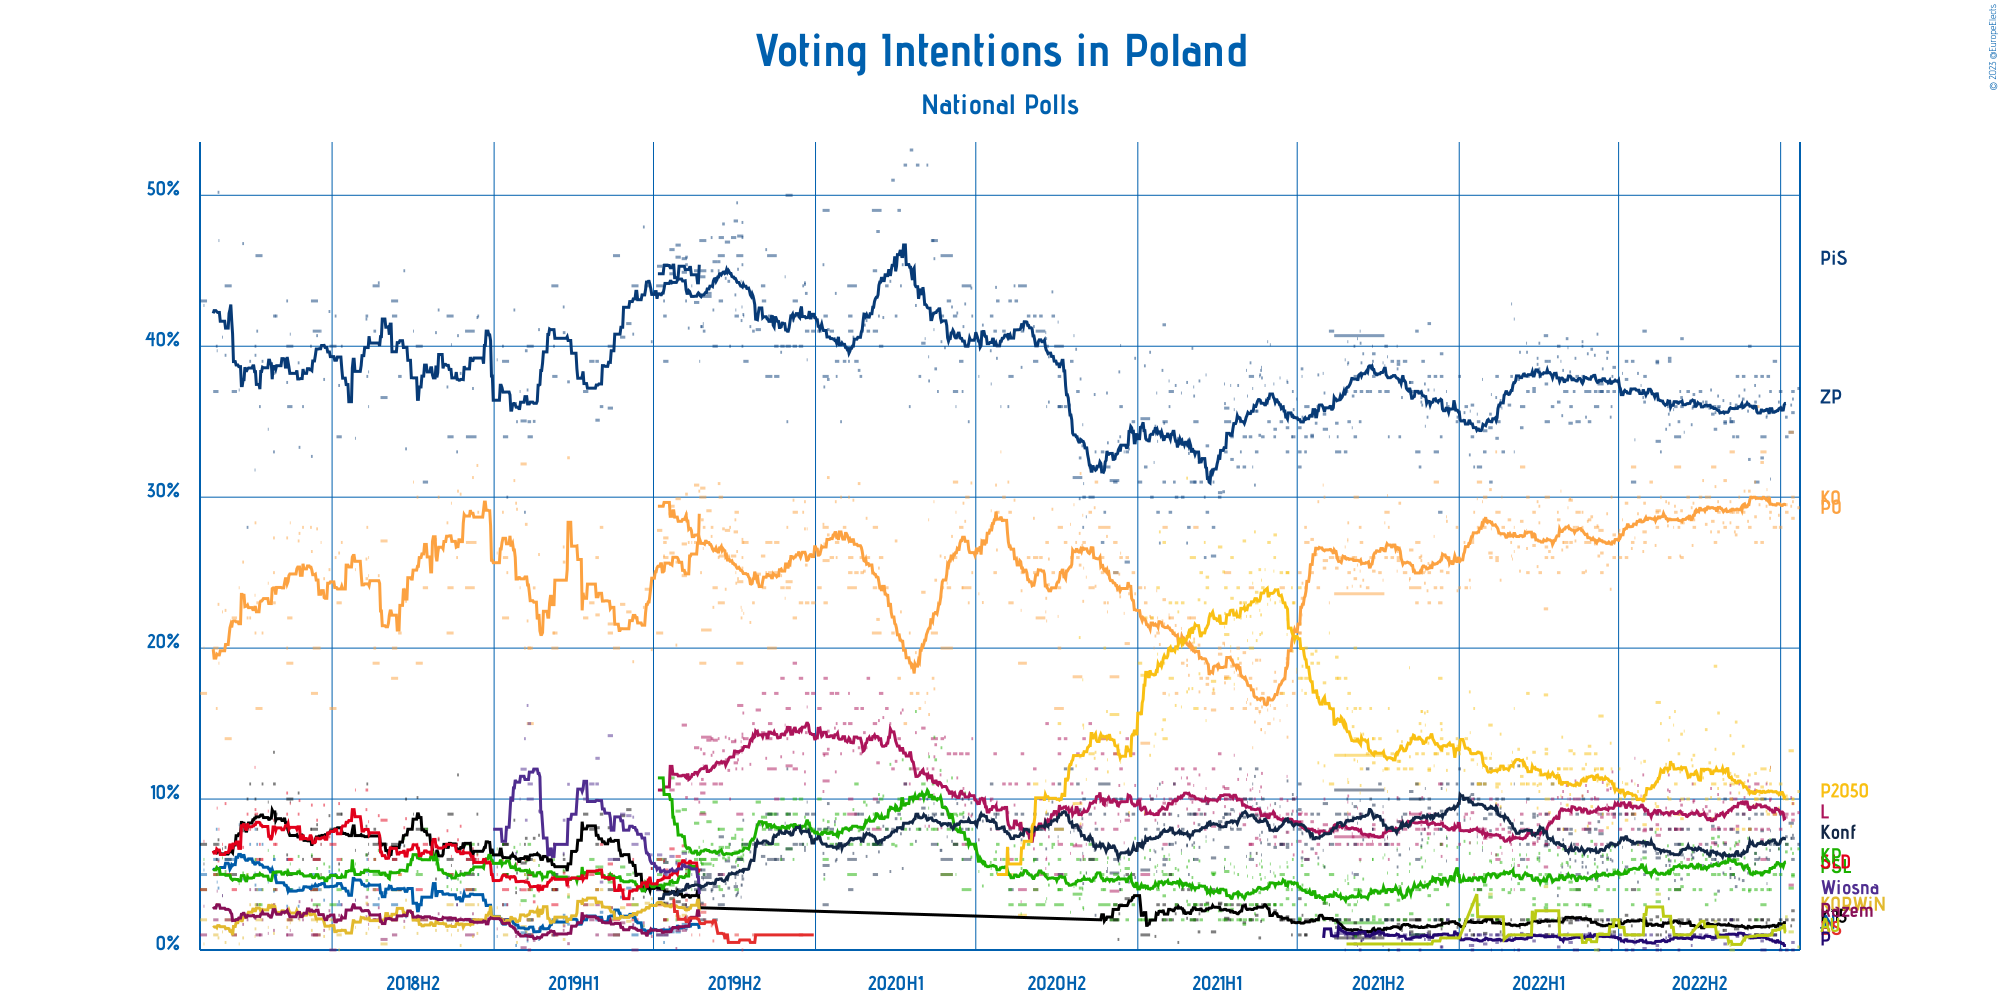 Voting Intentions in Poland
National Polls
© 2023 @EuropeElects
50%
40%
30%
20%
10%
0%
PiS
ZP
KO
PO
P2050
L
Konf
KP
SLD
PSL
Wiosna
KORWiN
Razem
P
2018H2
2019H1
2019H2
2020H1
2020H2
2021H1
2021H2
2022H1
2022H2